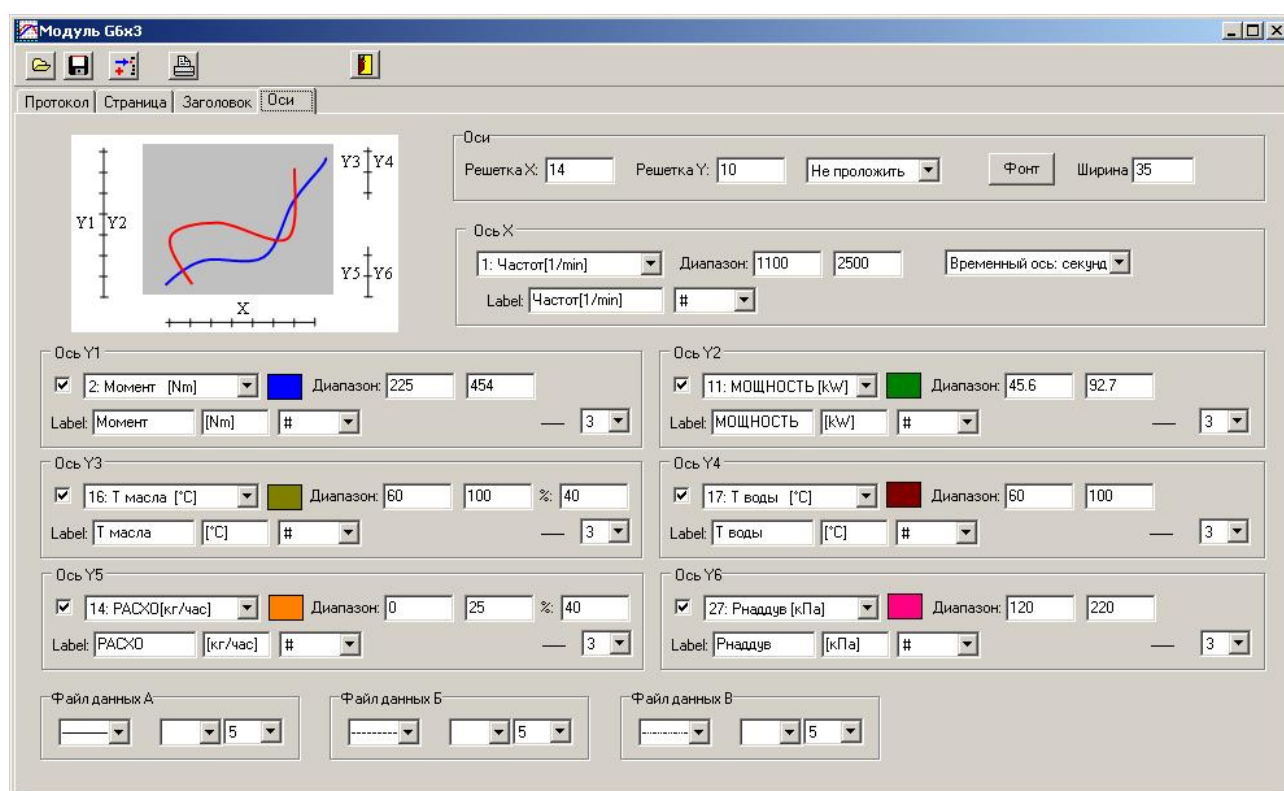 Модуль G6x3
Протокол Страница Заголовок Оси
Y3 Y4
Y1 Y2
Y5 Y6
X
Оси
Решетка X: 14 Решетка Y: 10 Не проложить Фонт Ширина 35
Ось X
1: Частот[1/min] Диапазон: 1100 2500 Временный ось: секунд
Label: Частот[1/min] #
Ось Y1
2: Момент [Nm] Диапазон: 225 454
Label: Момент [Nm] # 3
Ось Y2
11: МОЩНОСТЬ [kW] Диапазон: 45.6 92.7
Label: МОЩНОСТЬ [kW] # 3
Ось Y3
16: Т масла [°C] Диапазон: 60 100 %: 40
Label: Т масла [°C] # 3
Ось Y4
17: Т воды [°C] Диапазон: 60 100
Label: Т воды [°C] # 3
Ось Y5
14: РАСХО[кг/час] Диапазон: 0 25 %: 40
Label: РАСХО [кг/час] # 3
Ось Y6
27: Рнаддув [кПа] Диапазон: 120 220
Label: Рнаддув [кПа] # 3
Файл данных А
5
Файл данных Б
5
Файл данных В
5